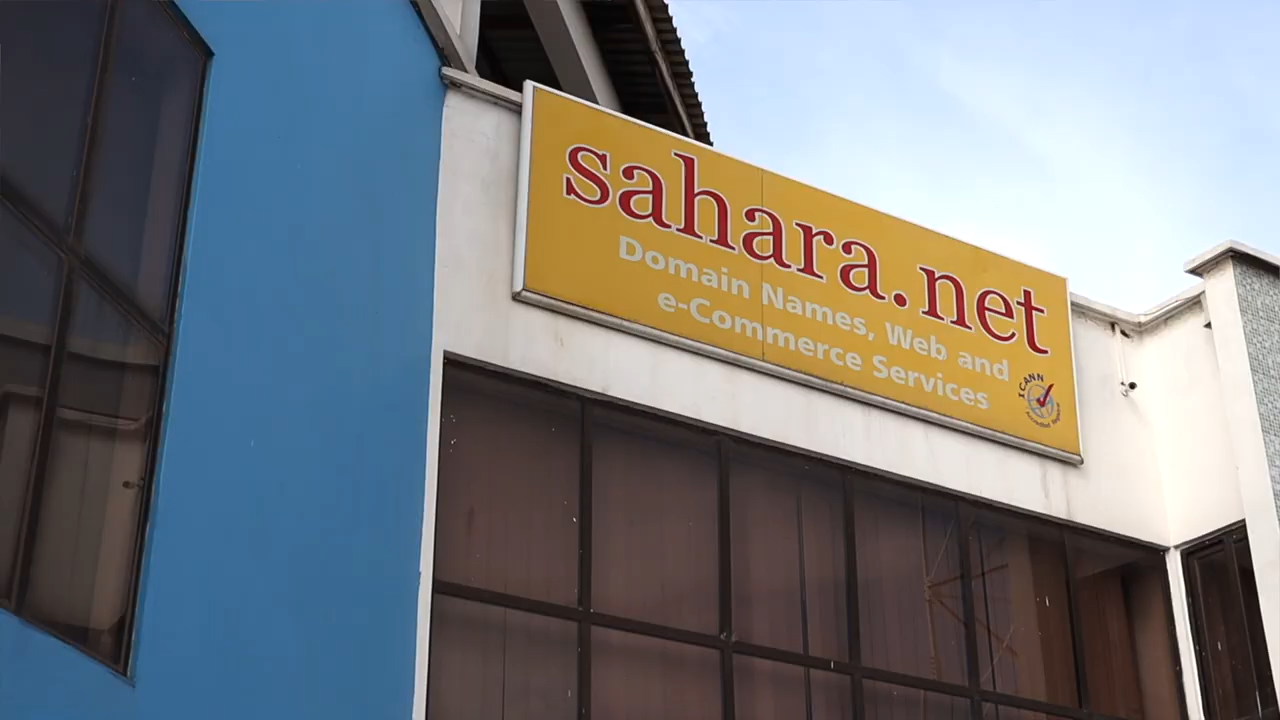 sahara.net
Domain Names, Web and
e-Commerce Services
ICANN